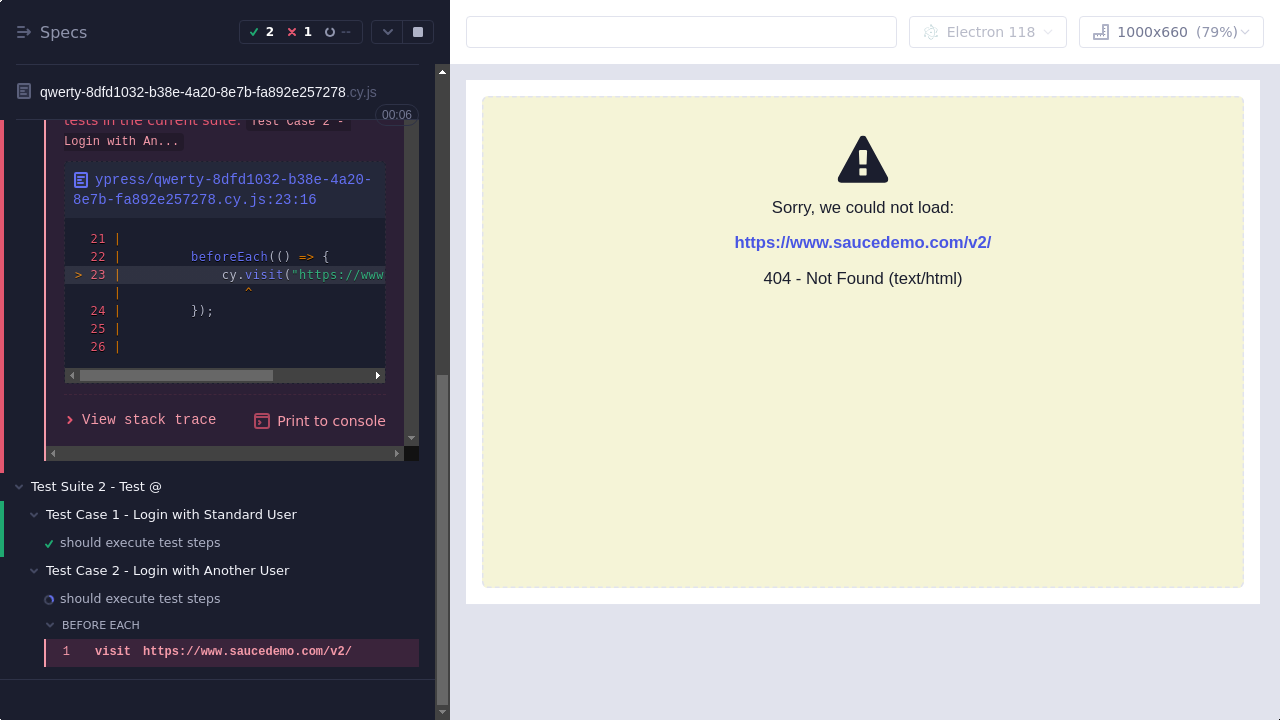 Specs
2
1
--
Electron 118
1000x660 (79%)
qwerty-8dfd1032-b38e-4a20-8e7b-fa892e257278.cy.js
00:06
tests in the current suite: Test Case 2 -
Login with An...
ypress/qwerty-8dfd1032-b38e-4a20-
8e7b-fa892e257278.cy.js:23:16
21 |
22 | beforeEach(() => {
> 23 | cy.visit("https://www
| ^
24 | });
25 |
26 |
View stack trace
Print to console
Test Suite 2 - Test @
Test Case 1 - Login with Standard User
should execute test steps
Test Case 2 - Login with Another User
should execute test steps
BEFORE EACH
1 visit https://www.saucedemo.com/v2/
Sorry, we could not load:
https://www.saucedemo.com/v2/
404 - Not Found (text/html)